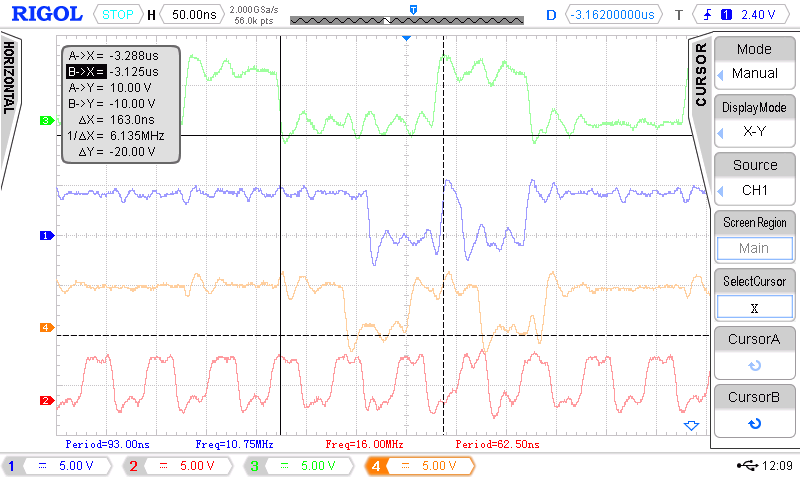 RIGOL STOP H 50.00ns 2.000GSa/s 56.0k pts T D -3.16200000us T 1 2.40 V
HORIZONTAL
A->X= -3.288us
B->X= -3.125us
A->Y= 10.00 V
B->Y= -10.00 V
ΔX= 163.0ns
1/ΔX= 6.135MHz
ΔY= -20.00 V
3
1
4
2
Period=93.00ns Freq=10.75MHz Freq=16.00MHz Period=62.50ns
CURSOR
Mode
Manual
DisplayMode
X-Y
Source
CH1
Screen Region
Main
SelectCursor
X
CursorA
CursorB
1 5.00 V 2 5.00 V 3 5.00 V 4 5.00 V 12:09